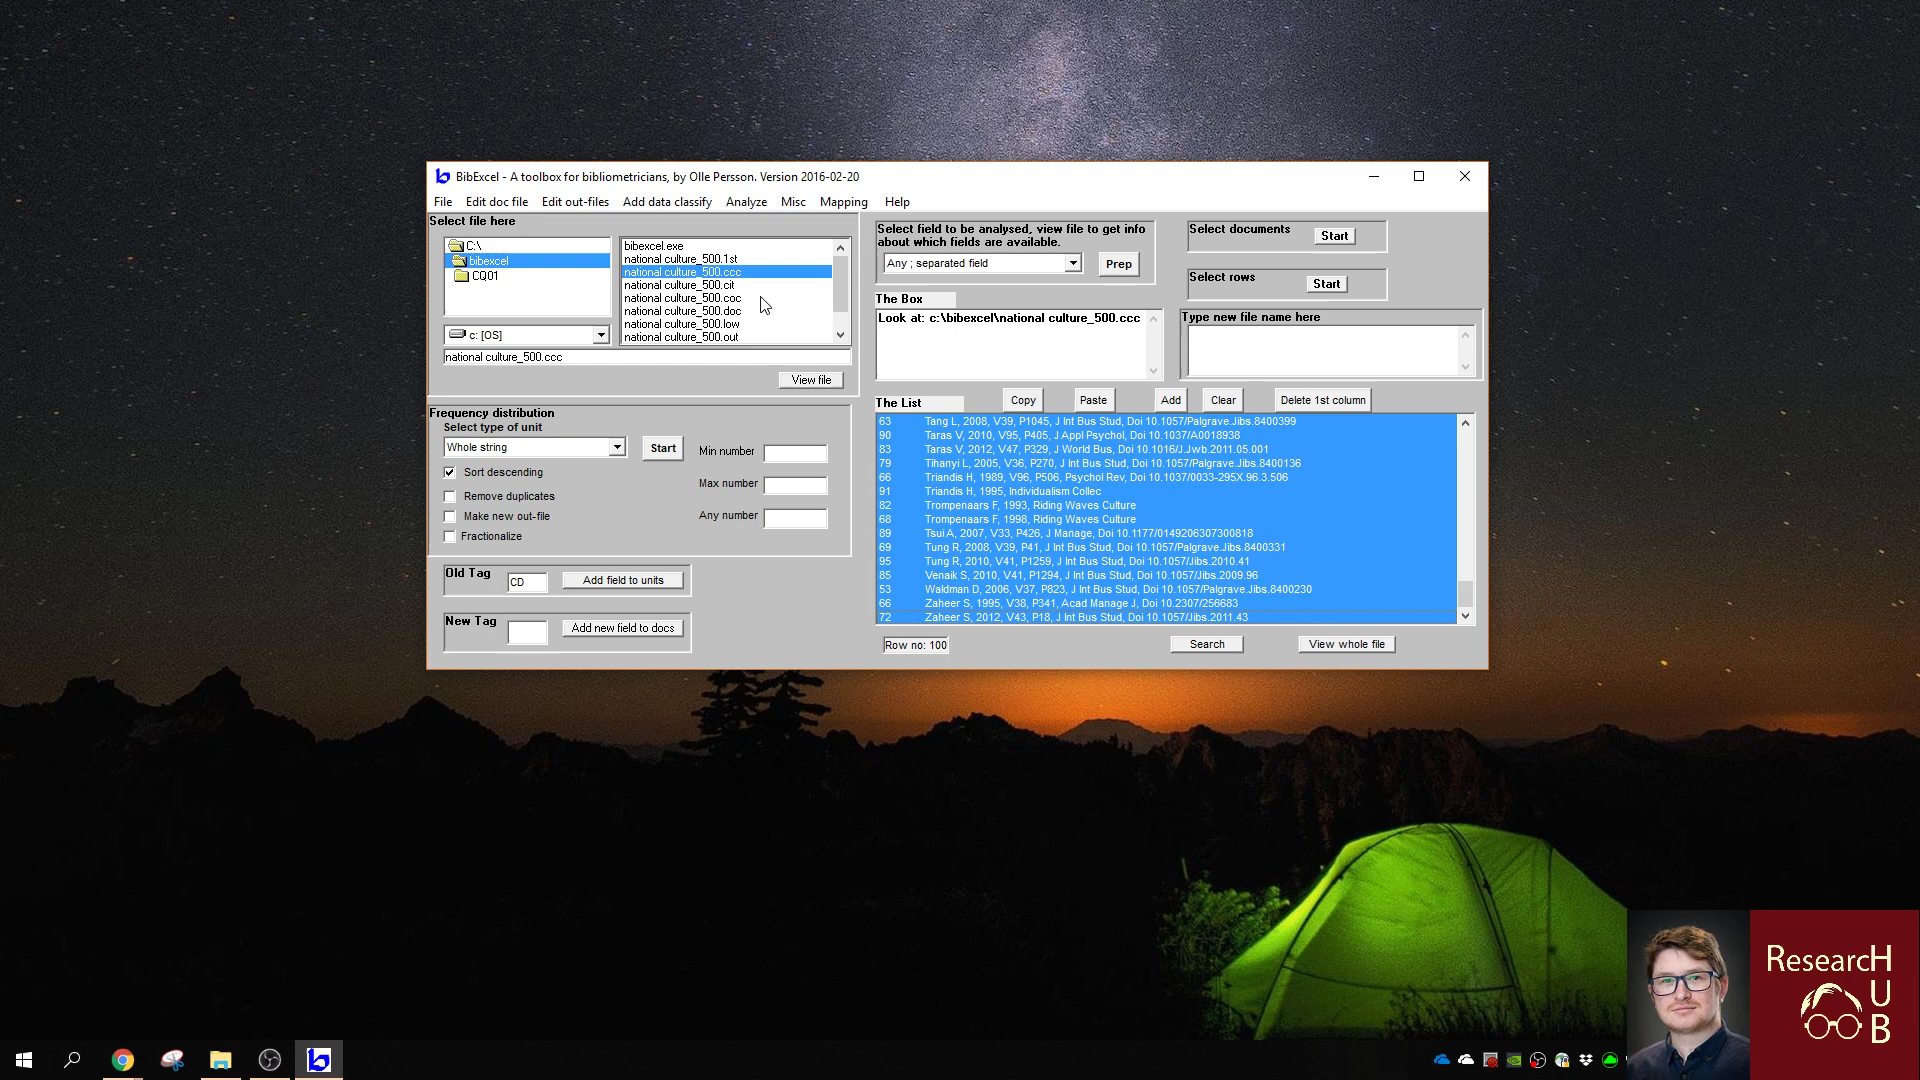 BibExcel - A toolbox for bibliometricians, by Olle Persson. Version 2016-02-20
File Edit doc file Edit out-files Add data classify Analyze Misc Mapping Help
Select file here
C:\
bibexcel
CQ01
c: [OS]
bibexcel.exe
national culture_500.1st
national culture_500.ccc
national culture_500.cit
national culture_500.coc
national culture_500.doc
national culture_500.low
national culture_500.out
national culture_500.ccc
View file
Select field to be analysed, view file to get info
about which fields are available.
Any ; separated field
Prep
Select documents
Start
Select rows
Start
The Box
Look at: c:\bibexcel\national culture_500.ccc
Type new file name here
Frequency distribution
Select type of unit
Whole string
Start
Sort descending
Remove duplicates
Make new out-file
Fractionalize
Min number
Max number
Any number
Old Tag
CD
Add field to units
New Tag
Add new field to docs
The List
Copy
Paste
Add
Clear
Delete 1st column
63 Tang L, 2008, V39, P1045, J Int Bus Stud, Doi 10.1057/Palgrave.Jibs.8400399
90 Taras V, 2010, V95, P405, J Appl Psychol, Doi 10.1037/A0018938
83 Taras V, 2012, V47, P329, J World Bus, Doi 10.1016/J.Jwb.2011.05.001
79 Tihanyi L, 2005, V36, P270, J Int Bus Stud, Doi 10.1057/Palgrave.Jibs.8400136
66 Triandis H, 1989, V96, P506, Psychol Rev, Doi 10.1037/0033-295X.96.3.506
91 Triandis H, 1995, Individualism Collec
82 Trompenaars F, 1993, Riding Waves Culture
68 Trompenaars F, 1998, Riding Waves Culture
89 Tsui A, 2007, V33, P426, J Manage, Doi 10.1177/0149206307300818
69 Tung R, 2008, V39, P41, J Int Bus Stud, Doi 10.1057/Palgrave.Jibs.8400331
95 Tung R, 2010, V41, P1259, J Int Bus Stud, Doi 10.1057/Jibs.2010.41
85 Venaik S, 2010, V41, P1294, J Int Bus Stud, Doi 10.1057/Jibs.2009.96
53 Waldman D, 2006, V37, P823, J Int Bus Stud, Doi 10.1057/Palgrave.Jibs.8400230
66 Zaheer S, 1995, V38, P341, Acad Manage J, Doi 10.2307/256683
72 Zaheer S, 2012, V43, P18, J Int Bus Stud, Doi 10.1057/Jibs.2011.43
Row no: 100
Search
View whole file
ResearcH
U
B